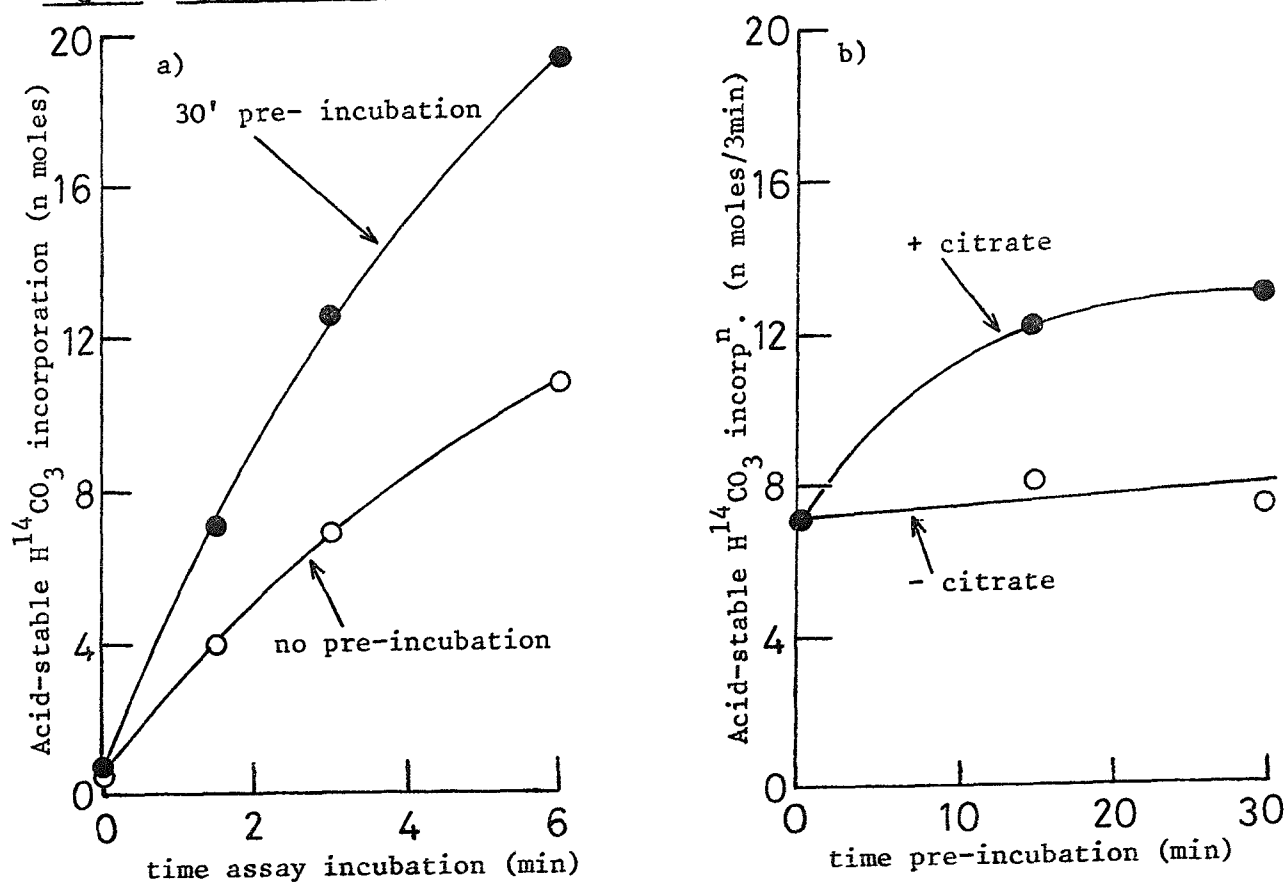 a)
30' pre- incubation
no pre-incubation
Acid-stable H¹⁴CO₃ incorporation (n moles)
20
16
12
8
4
0
0 2 4 6
time assay incubation (min)
b)
+ citrate
- citrate
Acid-stable H¹⁴CO₃ incorpⁿ. (n moles/3min)
20
16
12
8
4
0
0 10 20 30
time pre-incubation (min)